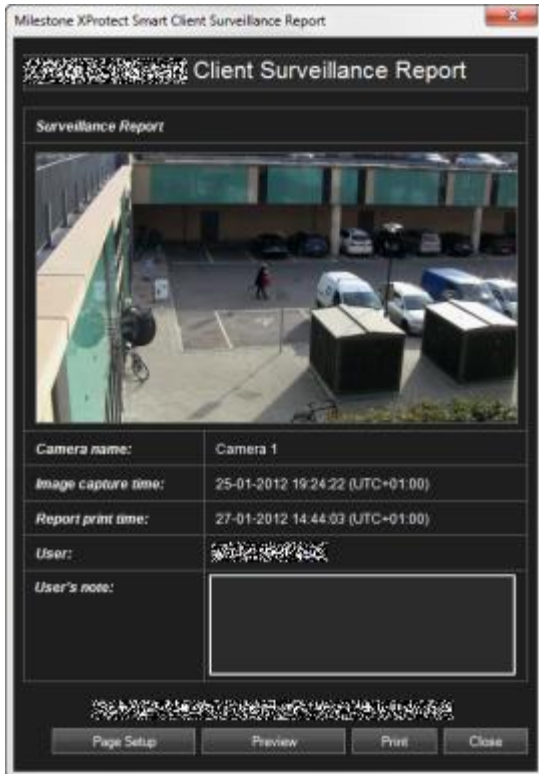 Milestone XProtect Smart Client Surveillance Report
Client Surveillance Report
Surveillance Report
Camera name: Camera 1
Image capture time: 25-01-2012 19:24:22 (UTC+01:00)
Report print time: 27-01-2012 14:44:03 (UTC+01:00)
User:
User's note:
Page Setup Preview Print Close